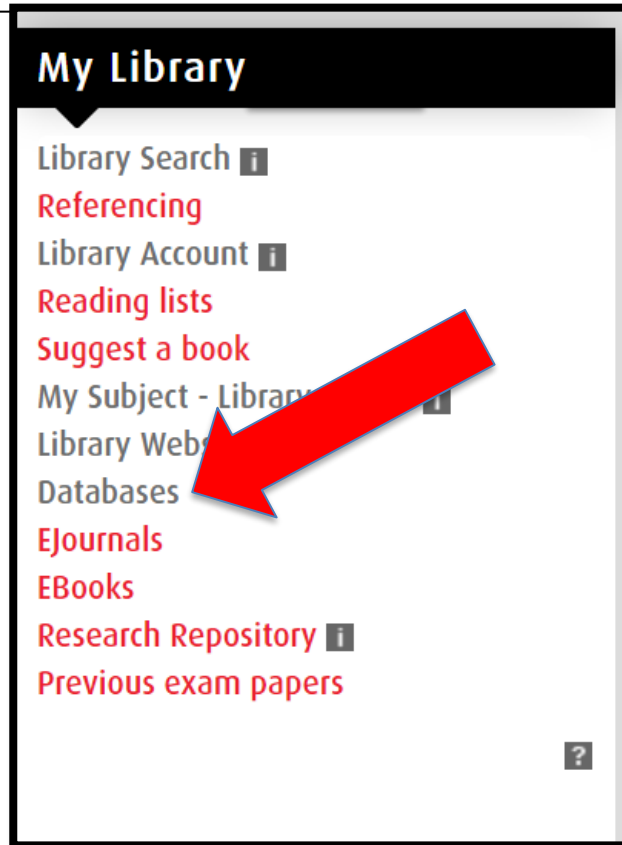 My Library
Library Search i
Referencing
Library Account i
Reading lists
Suggest a book
My Subject - Library i
Library
Databases
EJournals
EBooks
Research Repository i
Previous exam papers
?